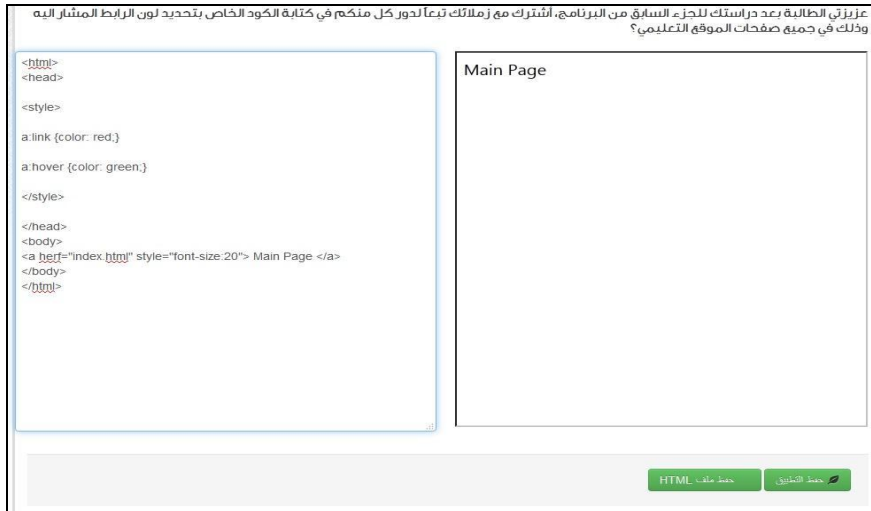 عزيزتي الطالبة بعد دراستك للجزء السابق من البرنامج، أشترك مع زملائك تبعاً لدور كل منكم في كتابة الكود الخاص بتحديد لون الرابط المشار اليه
وذلك في جميع صفحات الموقع التعليمي؟
<html>
<head>
<style>
a:link {color: red;}
a:hover {color: green;}
</style>
</head>
<body>
<a herf="index.html" style="font-size:20"> Main Page </a>
</body>
</html>
Main Page
حفظ التطبيق
حفظ ملف HTML